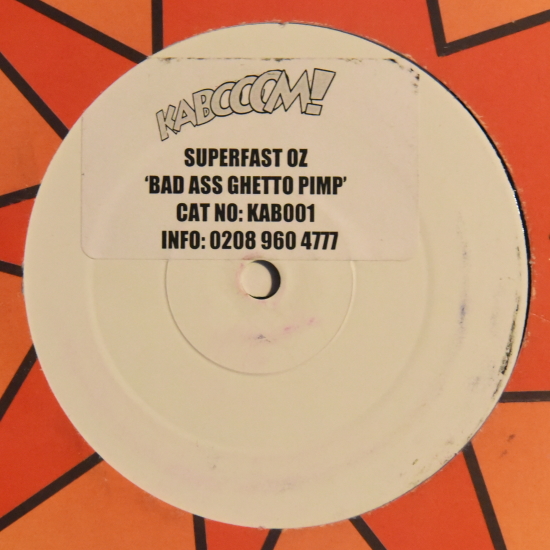 KABOOOM!
SUPERFAST OZ
‘BAD ASS GHETTO PIMP’
CAT NO: KAB001
INFO: 0208 960 4777